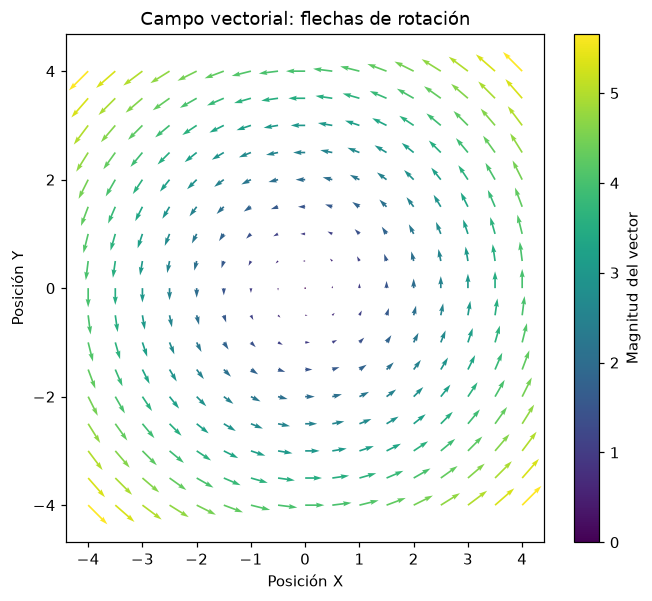 Campo vectorial: flechas de rotación
Posición Y
4
2
0
−2
−4
−4 −3 −2 −1 0 1 2 3 4
Posición X
5
4
3
2
1
0
Magnitud del vector